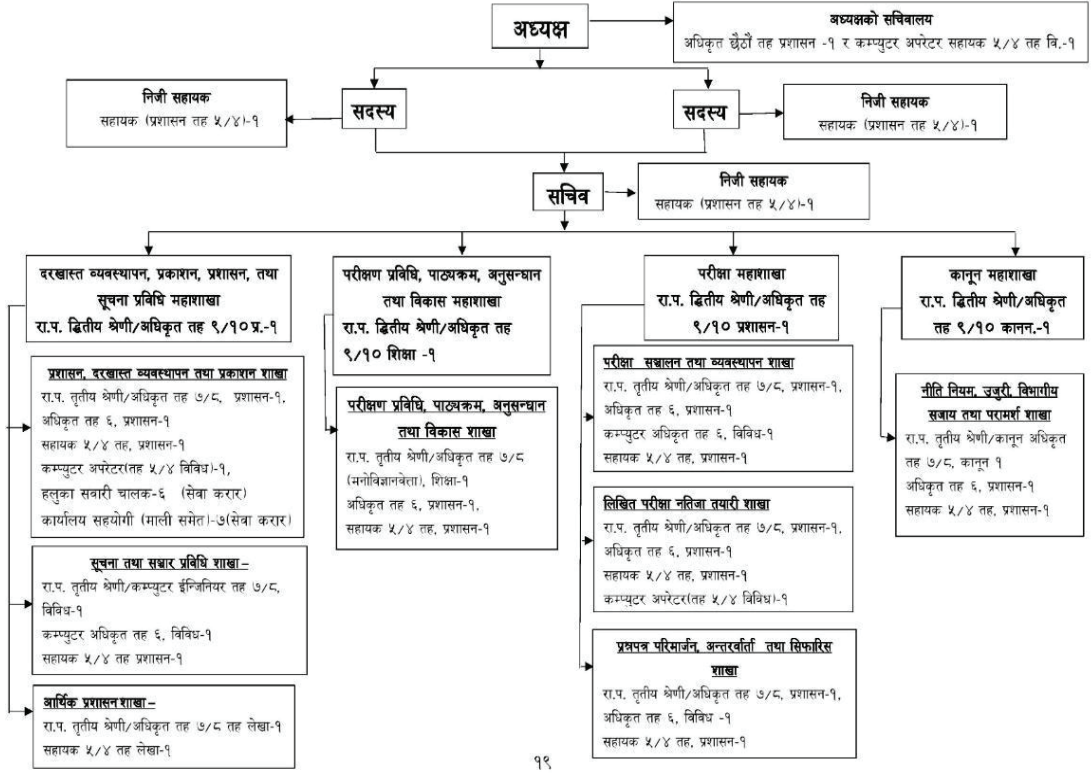 अध्यक्ष
अध्यक्षको सचिवालय
अधिकृत छैठौं तह प्रशासन -१ र कम्प्युटर अपरेटर सहायक ५/४ तह वि.-१
निजी सहायक
सहायक (प्रशासन तह ५/४)-१
सदस्य
सदस्य
निजी सहायक
सहायक (प्रशासन तह ५/४)-१
सचिव
निजी सहायक
सहायक (प्रशासन तह ५/४)-१
दरखास्त व्यवस्थापन, प्रकाशन, प्रशासन, तथा
सूचना प्रविधि महाशाखा
रा.प. द्वितीय श्रेणी/अधिकृत तह ९/१० प्र.-१
प्रशासन, दरखास्त व्यवस्थापन तथा प्रकाशन शाखा
रा.प. तृतीय श्रेणी/अधिकृत तह ७/८, प्रशासन-१,
अधिकृत तह ६, प्रशासन-१
सहायक ५/४ तह, प्रशासन-१
कम्प्युटर अपरेटर(तह ५/४ विविध)-१,
हलुका सवारी चालक-६ (सेवा करार)
कार्यालय सहयोगी (माली समेत)-७(सेवा करार)
सूचना तथा सञ्चार प्रविधि शाखा–
रा.प. तृतीय श्रेणी/कम्प्युटर ईन्जिनियर तह ७/८,
विविध-१
कम्प्युटर अधिकृत तह ६, विविध-१
सहायक ५/४ तह प्रशासन-१
आर्थिक प्रशासन शाखा–
रा.प. तृतीय श्रेणी/अधिकृत तह ७/८ तह लेखा-१
सहायक ५/४ तह लेखा-१
परीक्षण प्रविधि, पाठ्यक्रम, अनुसन्धान
तथा विकास महाशाखा
रा.प. द्वितीय श्रेणी/अधिकृत तह
९/१० शिक्षा -१
परीक्षण प्रविधि, पाठ्यक्रम, अनुसन्धान
तथा विकास शाखा
रा.प. तृतीय श्रेणी/अधिकृत तह ७/८
(मनोविज्ञानबेता), शिक्षा-१
अधिकृत तह ६, प्रशासन-१,
सहायक ५/४ तह, प्रशासन-१
परीक्षा महाशाखा
रा.प. द्वितीय श्रेणी/अधिकृत तह
९/१० प्रशासन-१
परीक्षा सञ्चालन तथा व्यवस्थापन शाखा
रा.प. तृतीय श्रेणी/अधिकृत तह ७/८, प्रशासन-१,
अधिकृत तह ६, प्रशासन-१
कम्प्युटर अधिकृत तह ६, विविध-१
सहायक ५/४ तह, प्रशासन-१
लिखित परीक्षा नतिजा तयारी शाखा
रा.प. तृतीय श्रेणी/अधिकृत तह ७/८, प्रशासन-१,
अधिकृत तह ६, प्रशासन-१
सहायक ५/४ तह, प्रशासन-१
कम्प्युटर अपरेटर(तह ५/४ विविध)-१
प्रश्नपत्र परिमार्जन, अन्तरर्वार्ता तथा सिफारिस
शाखा
रा.प. तृतीय श्रेणी/अधिकृत तह ७/८, प्रशासन-१,
अधिकृत तह ६, विविध -१
सहायक ५/४ तह, प्रशासन-१
कानून महाशाखा
रा.प. द्वितीय श्रेणी/अधिकृत
तह ९/१० कानन.-१
नीति नियम, उजुरी, विभागीय
सजाय तथा परामर्श शाखा
रा.प. तृतीय श्रेणी/कानून अधिकृत
तह ७/८, कानून १
अधिकृत तह ६, प्रशासन-१
सहायक ५/४ तह, प्रशासन-१
१९